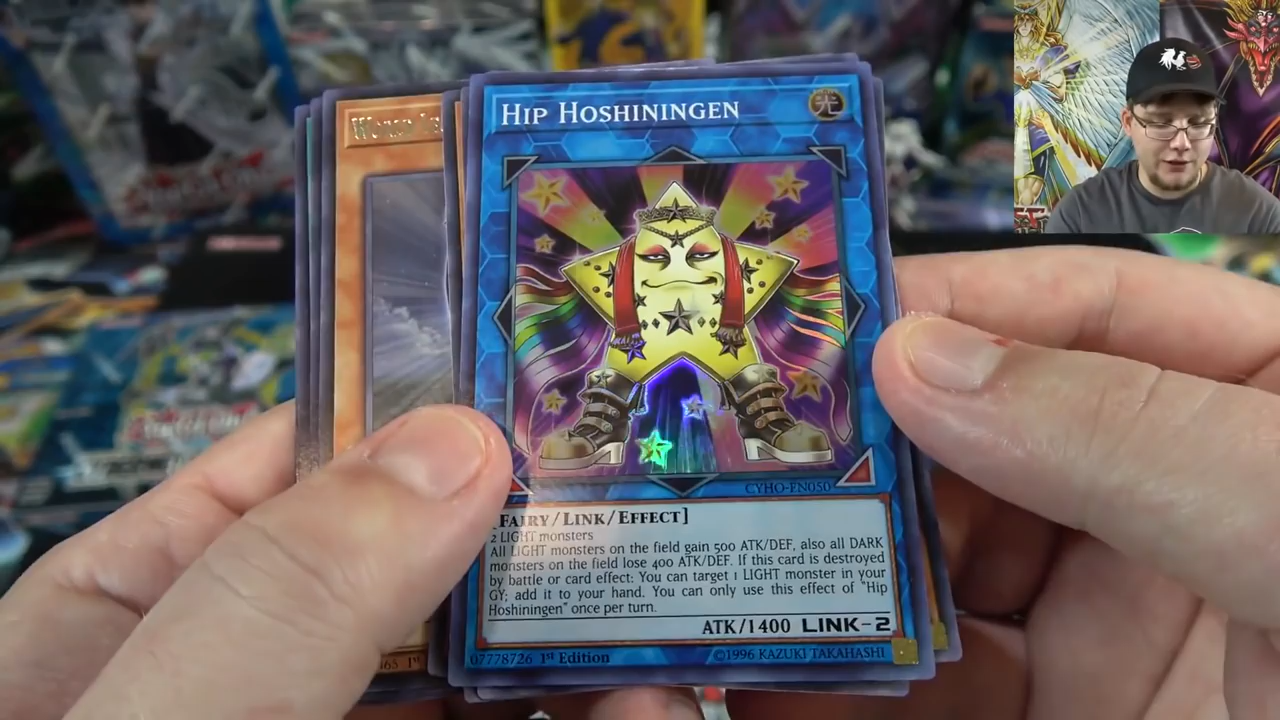 HIP HOSHININGEN
光
CYHO-EN050
[FAIRY/LINK/EFFECT]
2 LIGHT monsters
All LIGHT monsters on the field gain 500 ATK/DEF, also all DARK
monsters on the field lose 400 ATK/DEF. If this card is destroyed
by battle or card effect: You can target 1 LIGHT monster in your
GY; add it to your hand. You can only use this effect of "Hip
Hoshiningen" once per turn.
ATK/1400 LINK-2
07778726 1st Edition
©1996 KAZUKI TAKAHASHI